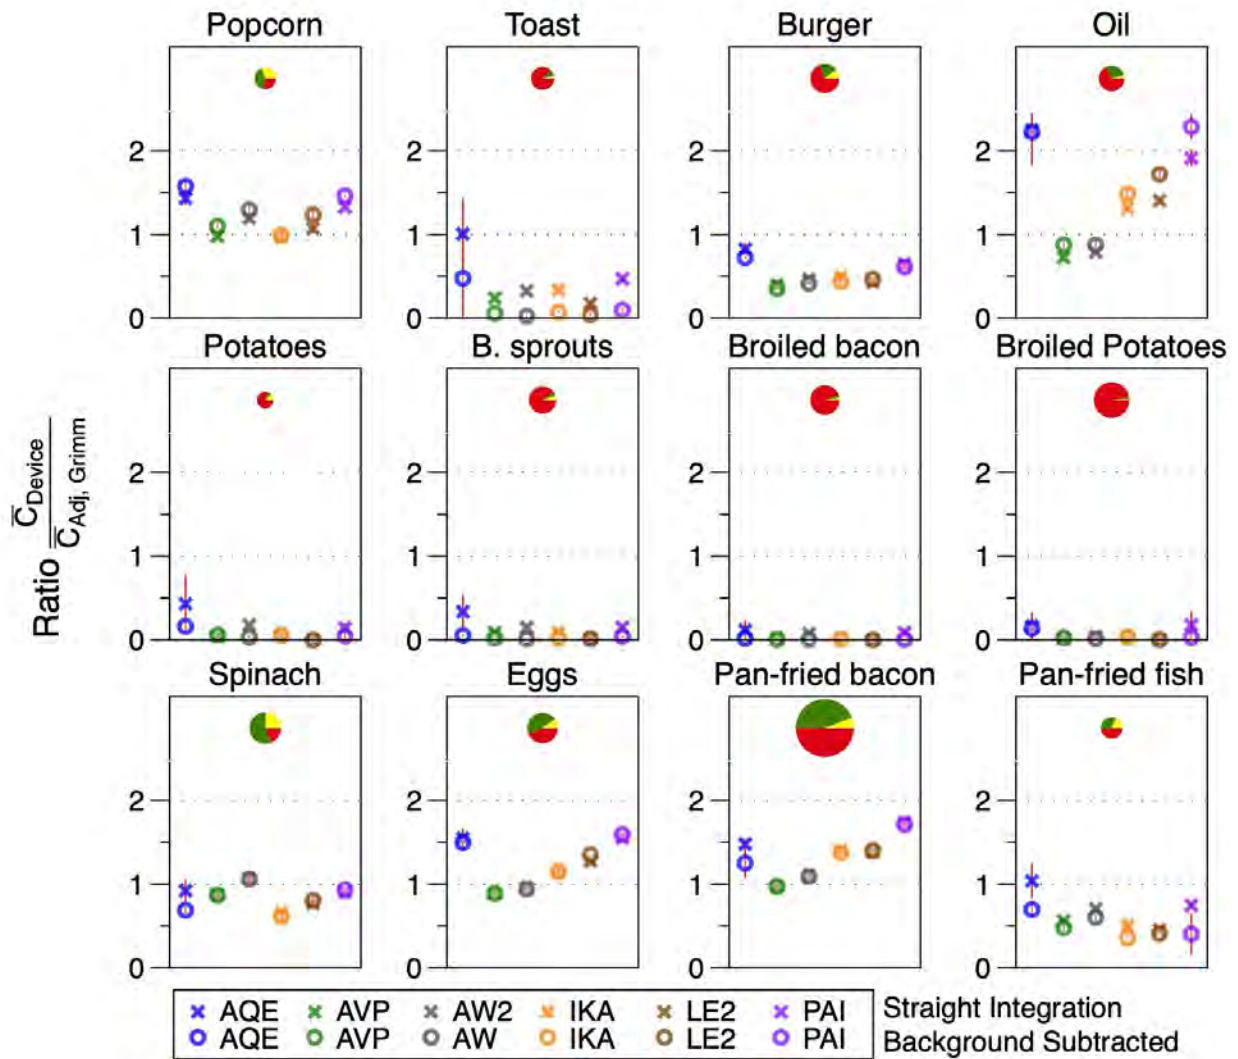 Popcorn Toast Burger Oil
2 2 2 2
1 1 1 1
0 0 0 0
Potatoes B. sprouts Broiled bacon Broiled Potatoes
2 2 2 2
1 1 1 1
0 0 0 0
Ratio C̅Device / C̿Adj, Grimm
Spinach Eggs Pan-fried bacon Pan-fried fish
2 2 2 2
1 1 1 1
0 0 0 0
AQE AVP AW2 IKA LE2 PAI Straight Integration
AQE AVP AW IKA LE2 PAI Background Subtracted